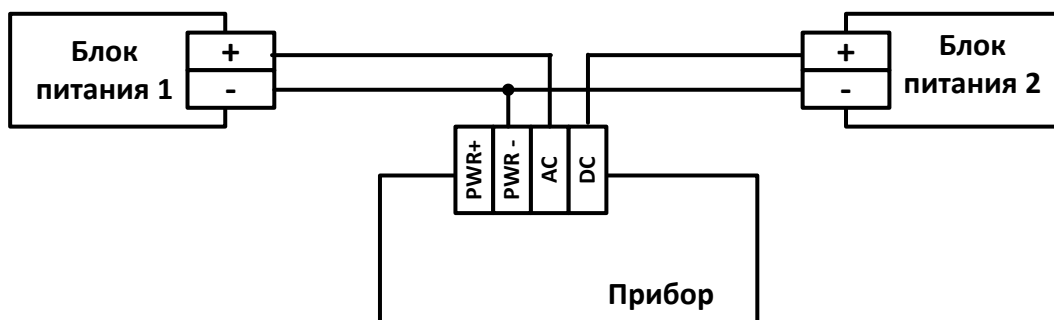 Блок
питания 1
+
-
+
-
Блок
питания 2
PWR+
PWR -
AC
DC
Прибор